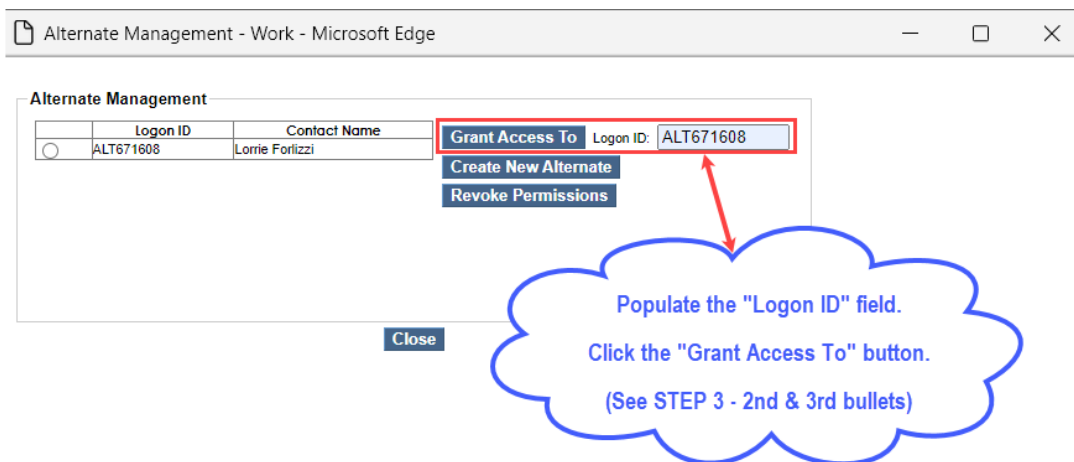 Alternate Management - Work - Microsoft Edge
Alternate Management
Logon ID Contact Name
ALT671608 Lorrie Forlizzi
Grant Access To Logon ID: ALT671608
Create New Alternate
Revoke Permissions
Close
Populate the "Logon ID" field.
Click the "Grant Access To" button.
(See STEP 3 - 2nd & 3rd bullets)